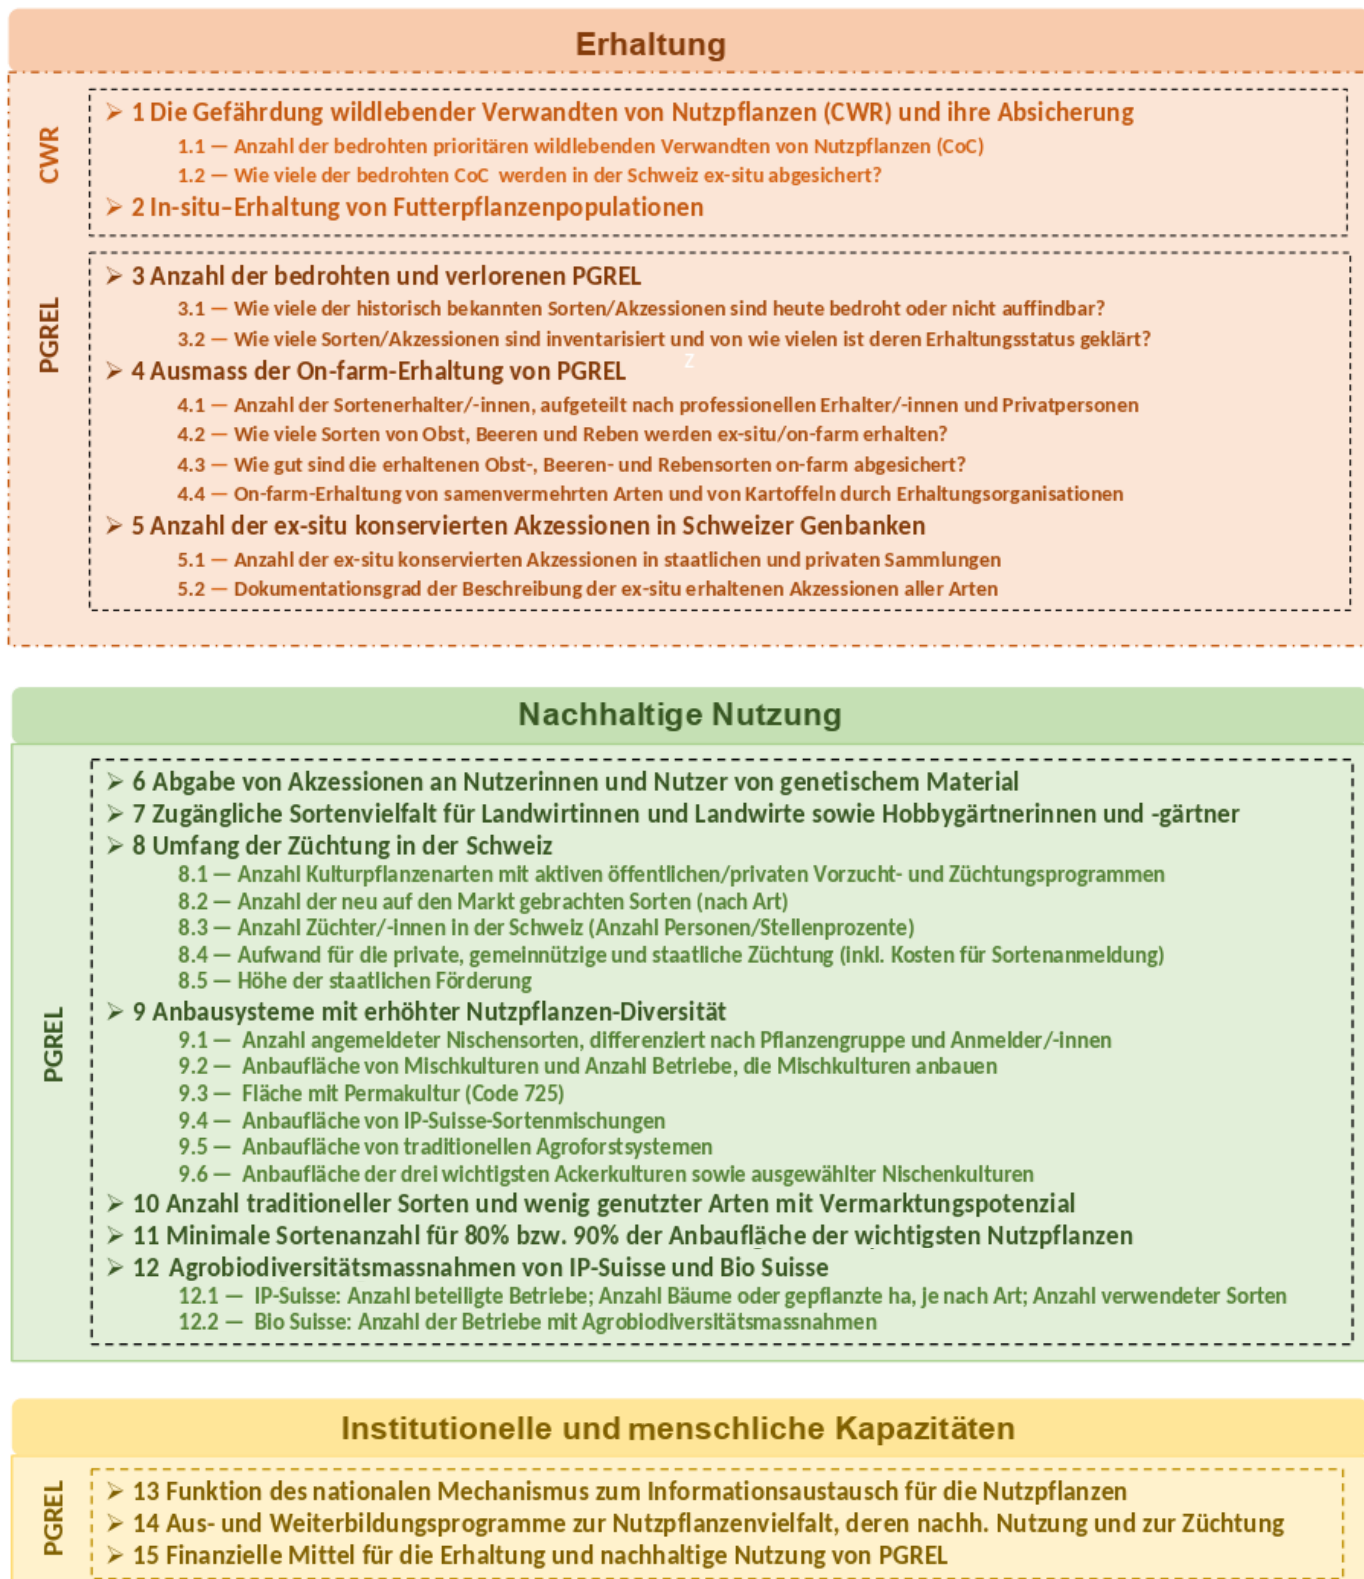 Erhaltung
CWR
➢ 1 Die Gefährdung wildlebender Verwandten von Nutzpflanzen (CWR) und ihre Absicherung
1.1 — Anzahl der bedrohten prioritären wildlebenden Verwandten von Nutzpflanzen (CoC)
1.2 — Wie viele der bedrohten CoC werden in der Schweiz ex-situ abgesichert?
➢ 2 In-situ–Erhaltung von Futterpflanzenpopulationen
PGREL
➢ 3 Anzahl der bedrohten und verlorenen PGREL
3.1 — Wie viele der historisch bekannten Sorten/Akzessionen sind heute bedroht oder nicht auffindbar?
3.2 — Wie viele Sorten/Akzessionen sind inventarisiert und von wie vielen ist deren Erhaltungsstatus geklärt?
z
➢ 4 Ausmass der On-farm-Erhaltung von PGREL
4.1 — Anzahl der Sortenerhalter/-innen, aufgeteilt nach professionellen Erhalter/-innen und Privatpersonen
4.2 — Wie viele Sorten von Obst, Beeren und Reben werden ex-situ/on-farm erhalten?
4.3 — Wie gut sind die erhaltenen Obst-, Beeren- und Rebensorten on-farm abgesichert?
4.4 — On-farm-Erhaltung von samenvermehrten Arten und von Kartoffeln durch Erhaltungsorganisationen
➢ 5 Anzahl der ex-situ konservierten Akzessionen in Schweizer Genbanken
5.1 — Anzahl der ex-situ konservierten Akzessionen in staatlichen und privaten Sammlungen
5.2 — Dokumentationsgrad der Beschreibung der ex-situ erhaltenen Akzessionen aller Arten
Nachhaltige Nutzung
PGREL
➢ 6 Abgabe von Akzessionen an Nutzerinnen und Nutzer von genetischem Material
➢ 7 Zugängliche Sortenvielfalt für Landwirtinnen und Landwirte sowie Hobbygärtnerinnen und -gärtner
➢ 8 Umfang der Züchtung in der Schweiz
8.1 — Anzahl Kulturpflanzenarten mit aktiven öffentlichen/privaten Vorzucht- und Züchtungsprogrammen
8.2 — Anzahl der neu auf den Markt gebrachten Sorten (nach Art)
8.3 — Anzahl Züchter/-innen in der Schweiz (Anzahl Personen/Stellenprozente)
8.4 — Aufwand für die private, gemeinnützige und staatliche Züchtung (inkl. Kosten für Sortenanmeldung)
8.5 — Höhe der staatlichen Förderung
➢ 9 Anbausysteme mit erhöhter Nutzpflanzen-Diversität
9.1 — Anzahl angemeldeter Nischensorten, differenziert nach Pflanzengruppe und Anmelder/-innen
9.2 — Anbaufläche von Mischkulturen und Anzahl Betriebe, die Mischkulturen anbauen
9.3 — Fläche mit Permakultur (Code 725)
9.4 — Anbaufläche von IP-Suisse-Sortenmischungen
9.5 — Anbaufläche von traditionellen Agroforstsystemen
9.6 — Anbaufläche der drei wichtigsten Ackerkulturen sowie ausgewählter Nischenkulturen
➢ 10 Anzahl traditioneller Sorten und wenig genutzter Arten mit Vermarktungspotenzial
➢ 11 Minimale Sortenanzahl für 80% bzw. 90% der Anbaufläche der wichtigsten Nutzpflanzen
➢ 12 Agrobiodiversitätsmassnahmen von IP-Suisse und Bio Suisse
12.1 — IP-Suisse: Anzahl beteiligte Betriebe; Anzahl Bäume oder gepflanzte ha, je nach Art; Anzahl verwendeter Sorten
12.2 — Bio Suisse: Anzahl der Betriebe mit Agrobiodiversitätsmassnahmen
Institutionelle und menschliche Kapazitäten
PGREL
➢ 13 Funktion des nationalen Mechanismus zum Informationsaustausch für die Nutzpflanzen
➢ 14 Aus- und Weiterbildungsprogramme zur Nutzpflanzenvielfalt, deren nachh. Nutzung und zur Züchtung
➢ 15 Finanzielle Mittel für die Erhaltung und nachhaltige Nutzung von PGREL